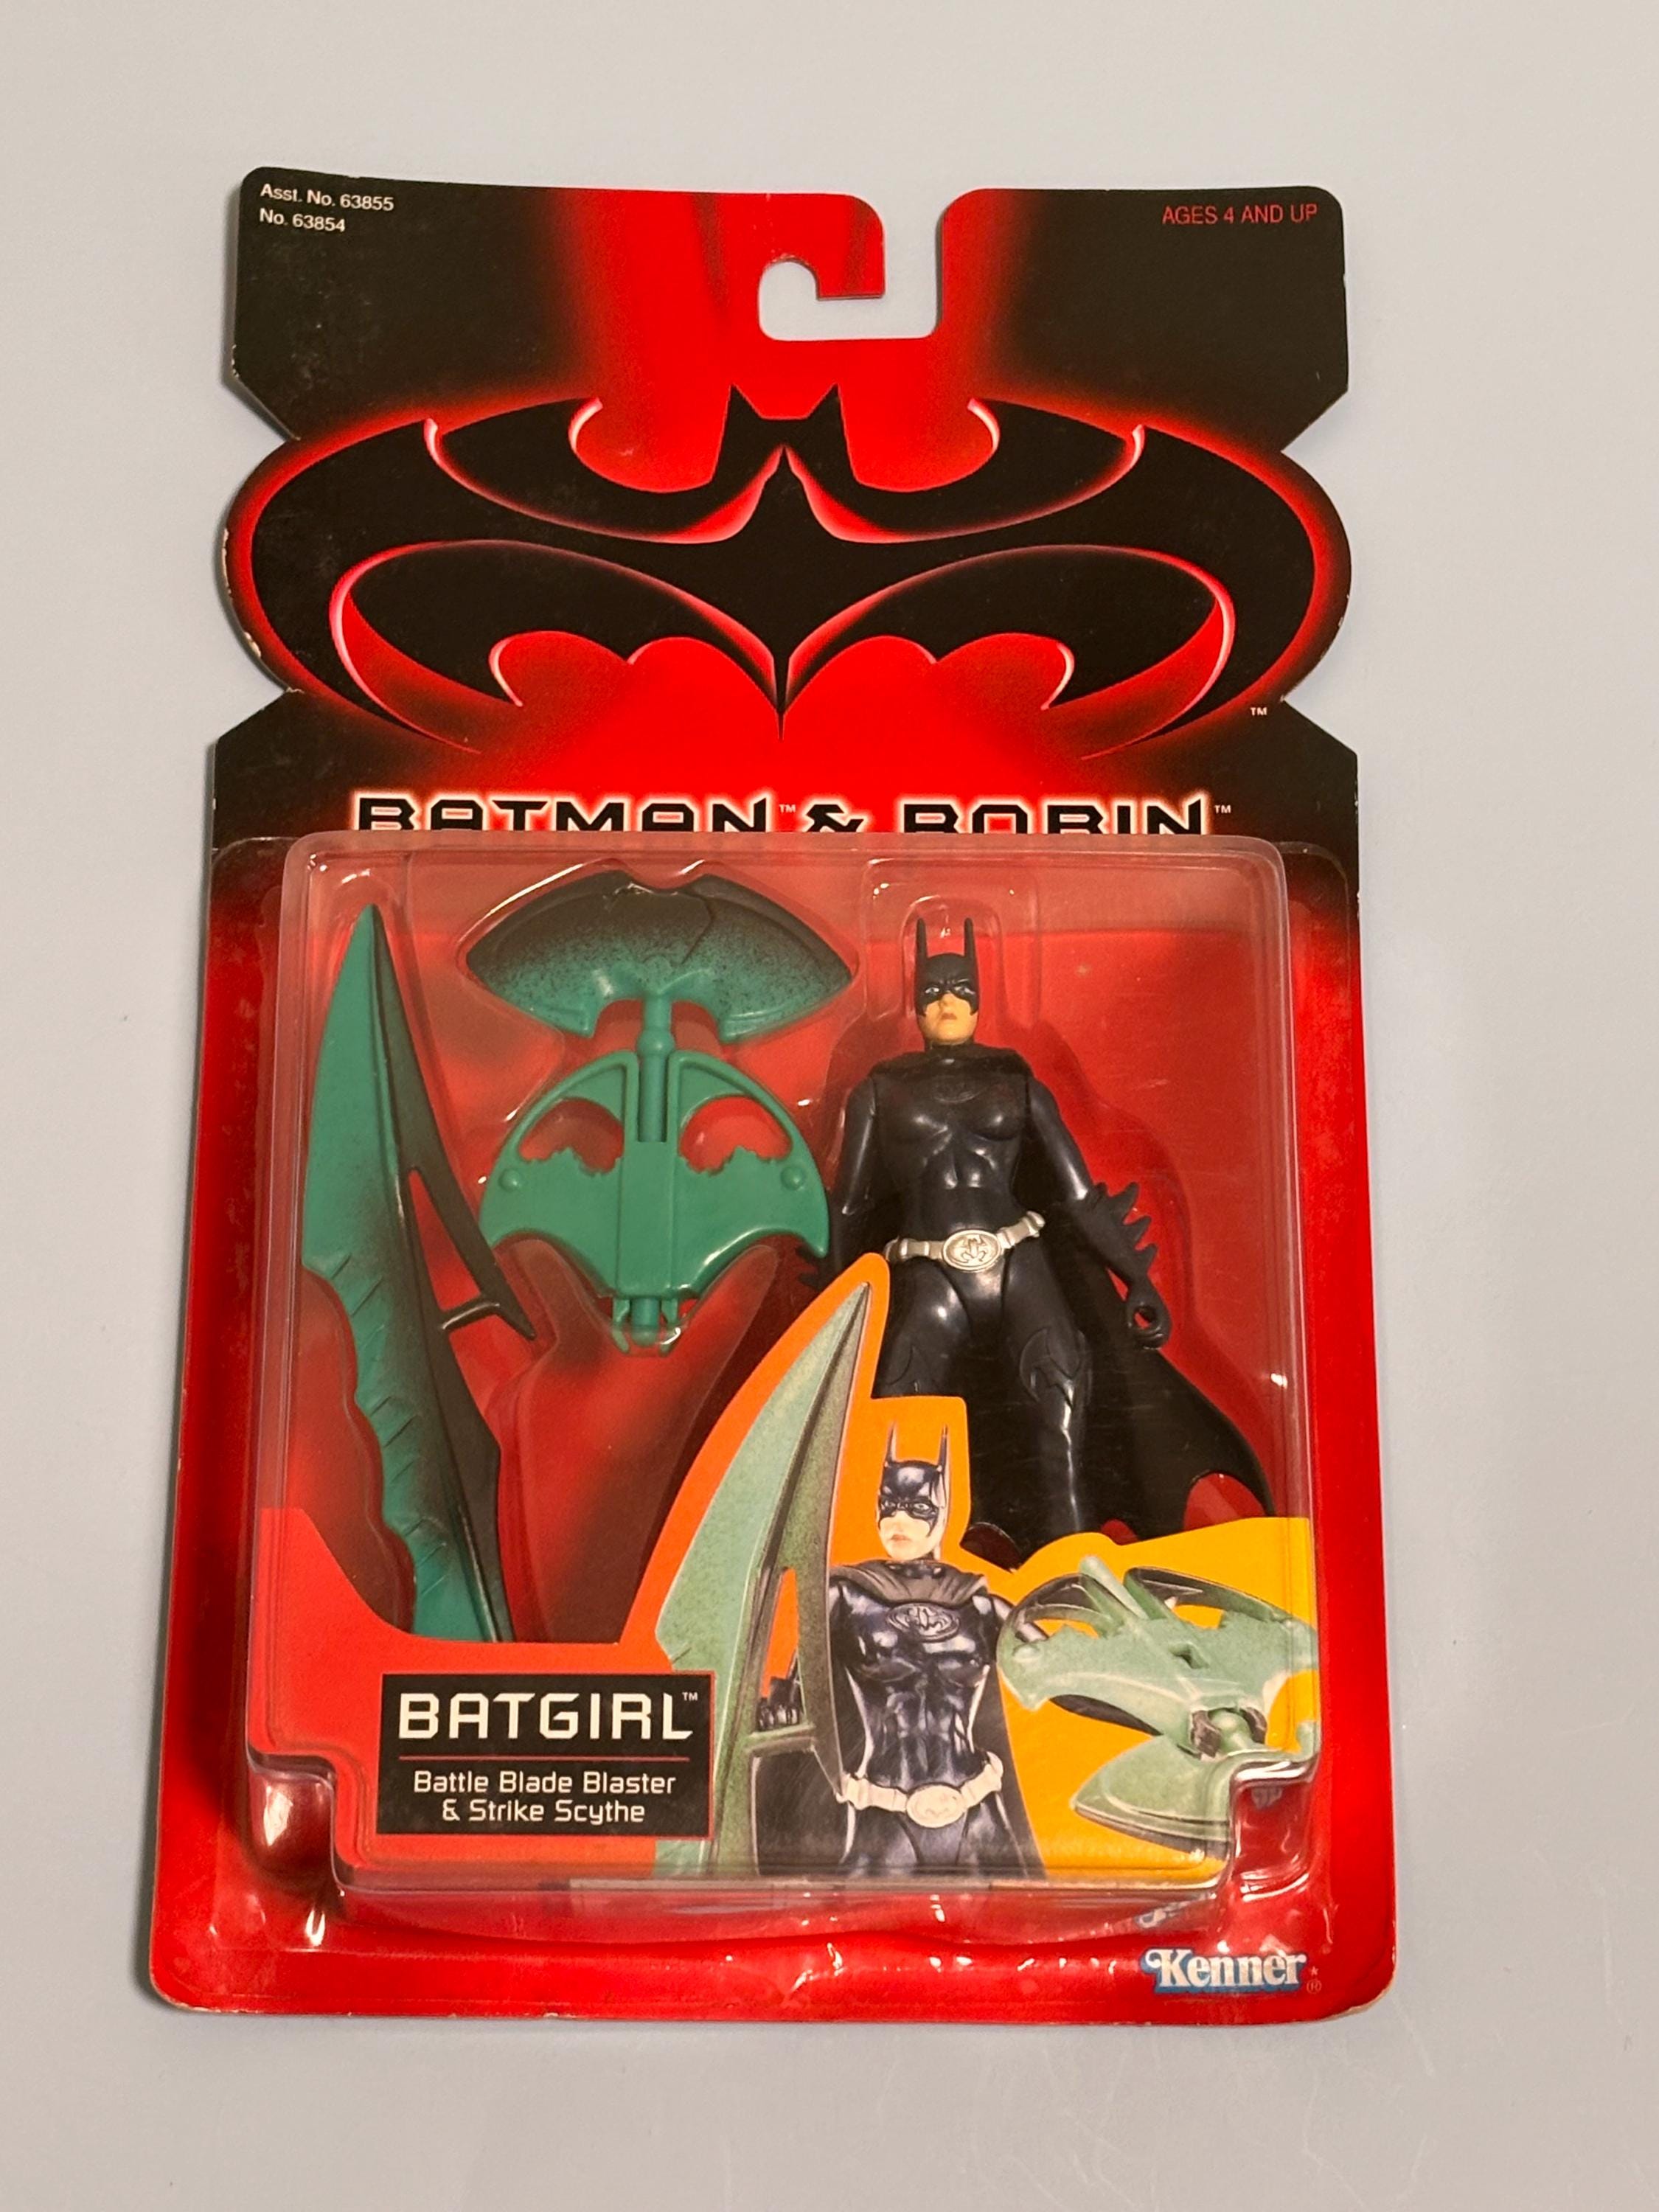 Asst. No. 63855
No. 63854
AGES 4 AND UP
TM
BATMAN™ & ROBIN™
BATGIRL™
Battle Blade Blaster
& Strike Scythe
Kenner®